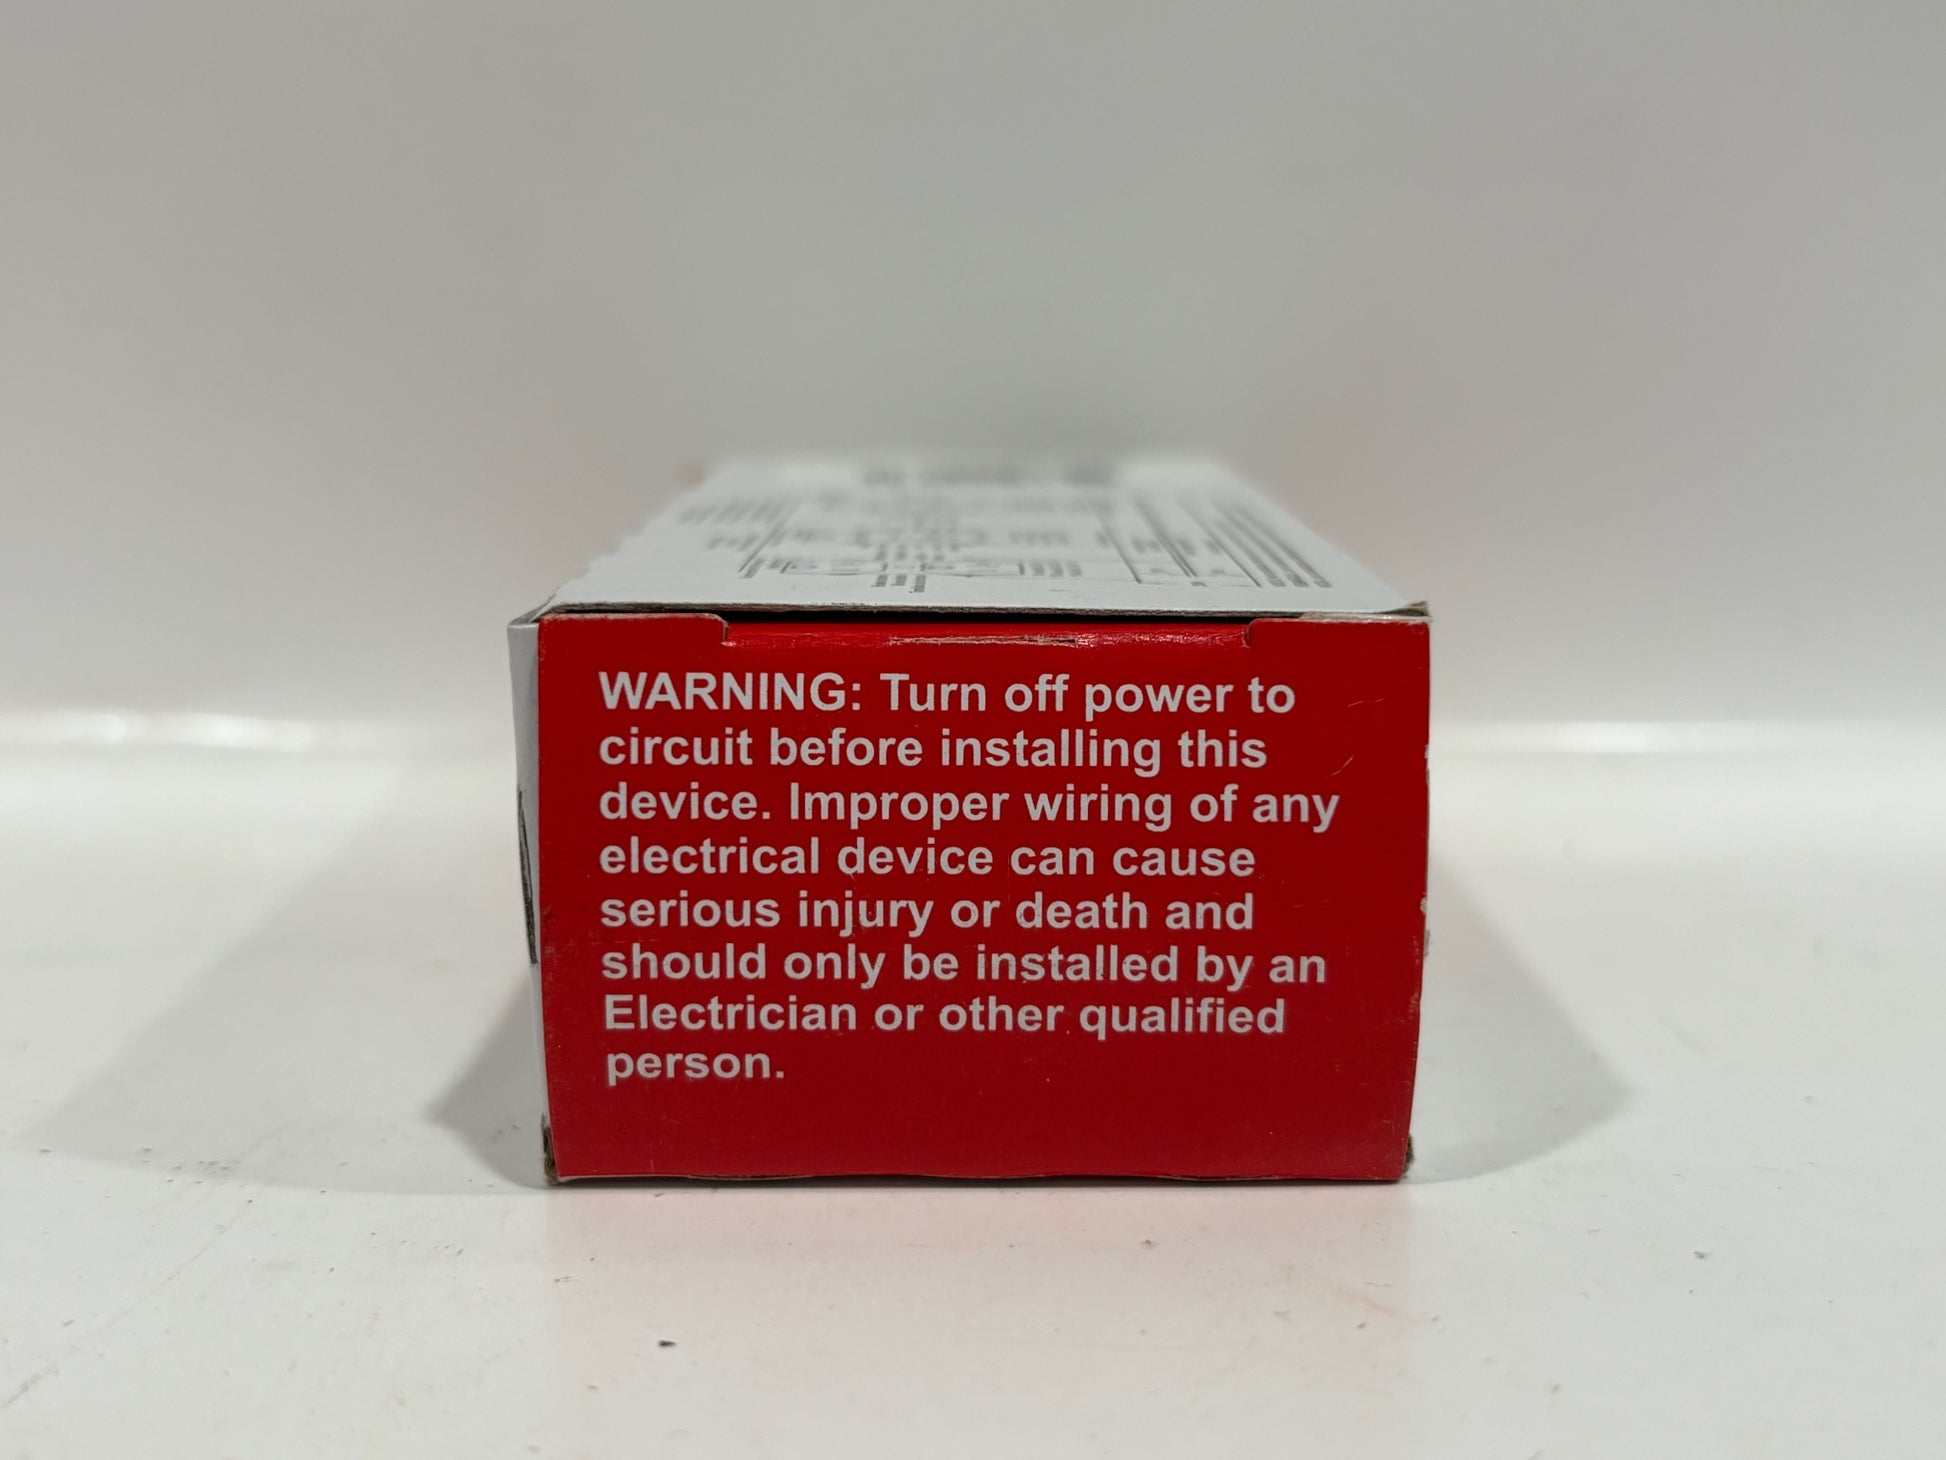 WARNING: Turn off power to
circuit before installing this
device. Improper wiring of any
electrical device can cause
serious injury or death and
should only be installed by an
Electrician or other qualified
person.